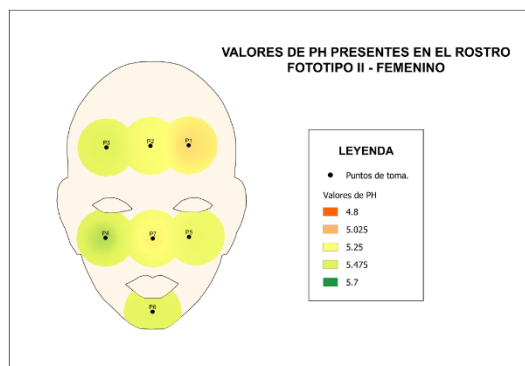 VALORES DE PH PRESENTES EN EL ROSTRO
FOTOTIPO II - FEMENINO
P3
P2
P1
LEYENDA
Puntos de toma.
Valores de PH
4.8
5.025
5.25
5.475
5.7
P4
P7
P5
P6